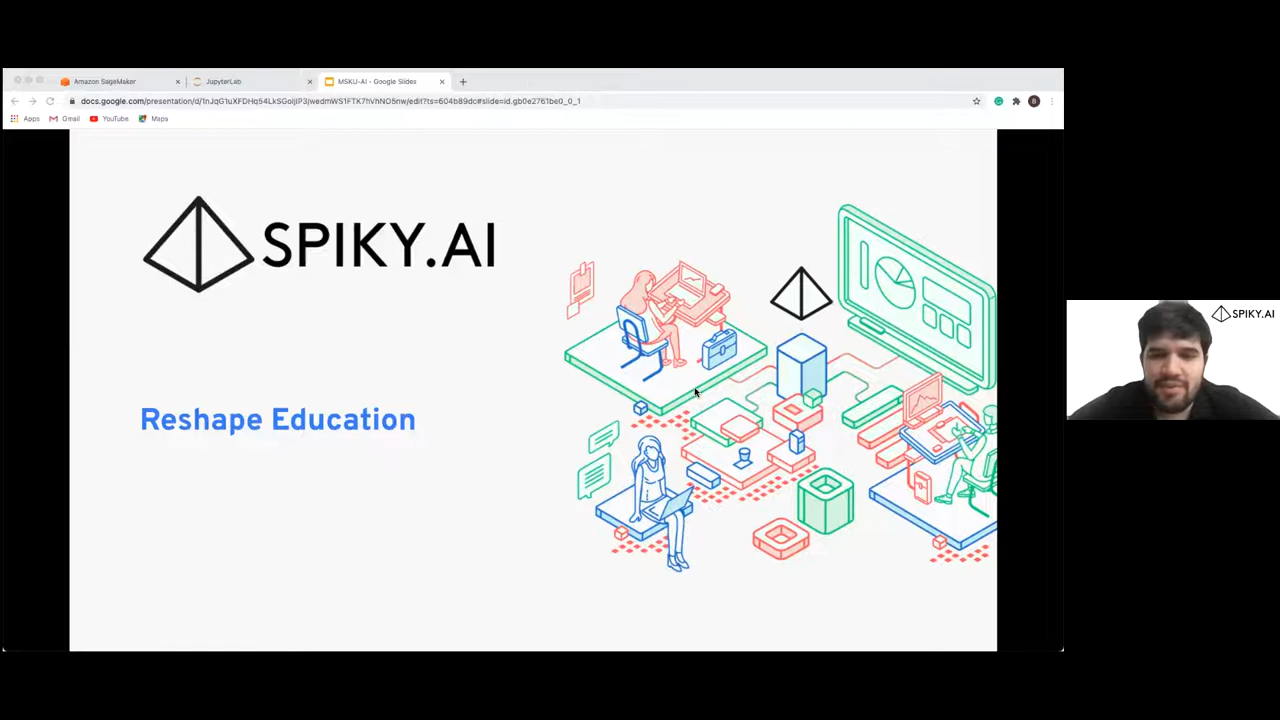 Amazon SageMaker
JupyterLab
MSKU-AI - Google Slides
Apps
Gmail
YouTube
Maps
B
SPIKY.AI
Reshape Education
SPIKY.AI